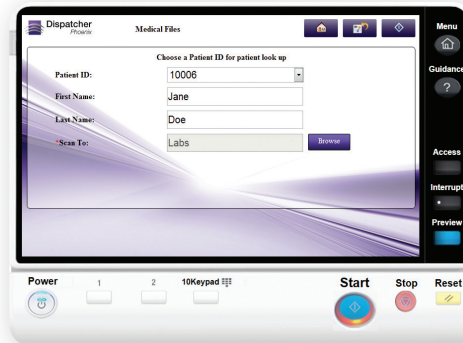 Dispatcher
Phoenix
Medical Files
Menu
Choose a Patient ID for patient look up
Guidance
?
Patient ID: 10006
First Name: Jane
Last Name: Doe
*Scan To: Labs Browse
Access
Interrupt
Preview
Power 1 2 10Keypad Start Stop Reset